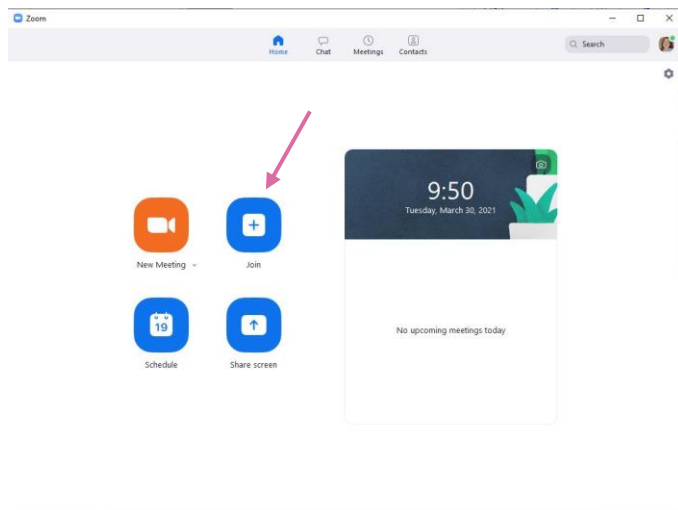 Zoom
Home
Chat
Meetings
Contacts
Search
9:50
Tuesday, March 30, 2021
New Meeting
Join
19
Schedule
Share screen
No upcoming meetings today